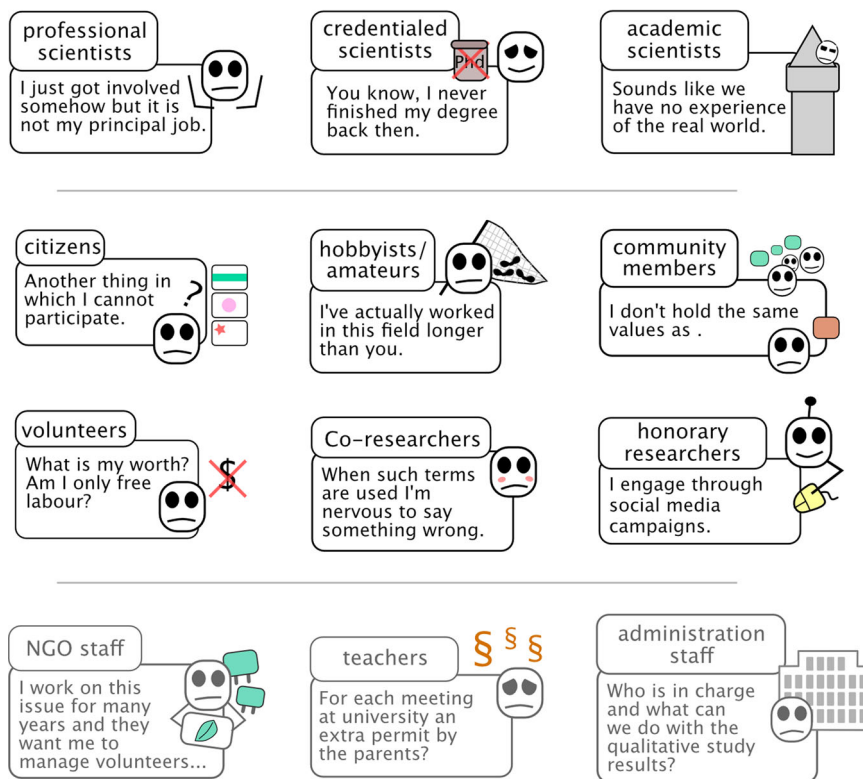 professional
scientists
I just got involved
somehow but it is
not my principal job.
credentialed
scientists
Phd
You know, I never
finished my degree
back then.
academic
scientists
Sounds like we
have no experience
of the real world.
citizens
Another thing in
which I cannot
participate.
?
hobbyists/
amateurs
I've actually worked
in this field longer
than you.
community
members
I don't hold the same
values as .
volunteers
What is my worth?
Am I only free
labour?
$
Co-researchers
When such terms
are used I'm
nervous to say
something wrong.
honorary
researchers
I engage through
social media
campaigns.
NGO staff
I work on this
issue for many
years and they
want me to
manage volunteers...
teachers
§ § §
For each meeting
at university an
extra permit by
the parents?
administration
staff
Who is in charge
and what can
we do with the
qualitative study
results?